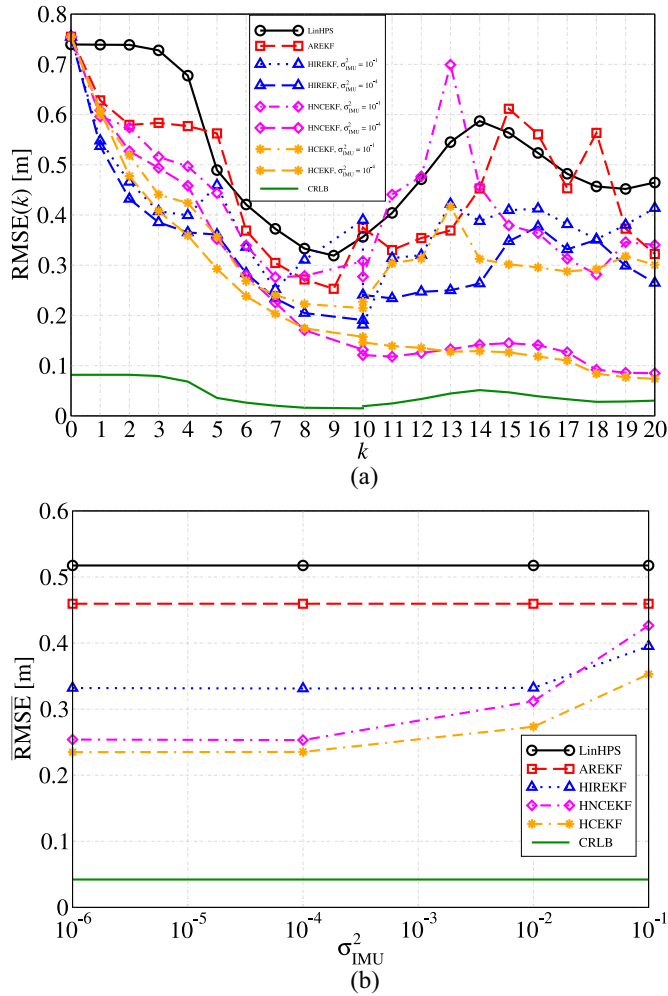 0.8
0.7
0.6
0.5
0.4
0.3
0.2
0.1
0
RMSE(k) [m]
LinHPS
AREKF
HIREKF, σ²IMU = 10⁻¹
HIREKF, σ²IMU = 10⁻⁴
HNCEKF, σ²IMU = 10⁻¹
HNCEKF, σ²IMU = 10⁻⁴
HCEKF, σ²IMU = 10⁻¹
HCEKF, σ²IMU = 10⁻⁴
CRLB
0 1 2 3 4 5 6 7 8 9 10 11 12 13 14 15 16 17 18 19 20
k
(a)
0.6
0.5
0.4
0.3
0.2
0.1
0
RMSE [m]
LinHPS
AREKF
HIREKF
HNCEKF
HCEKF
CRLB
10⁻⁶ 10⁻⁵ 10⁻⁴ 10⁻³ 10⁻² 10⁻¹
σ²IMU
(b)